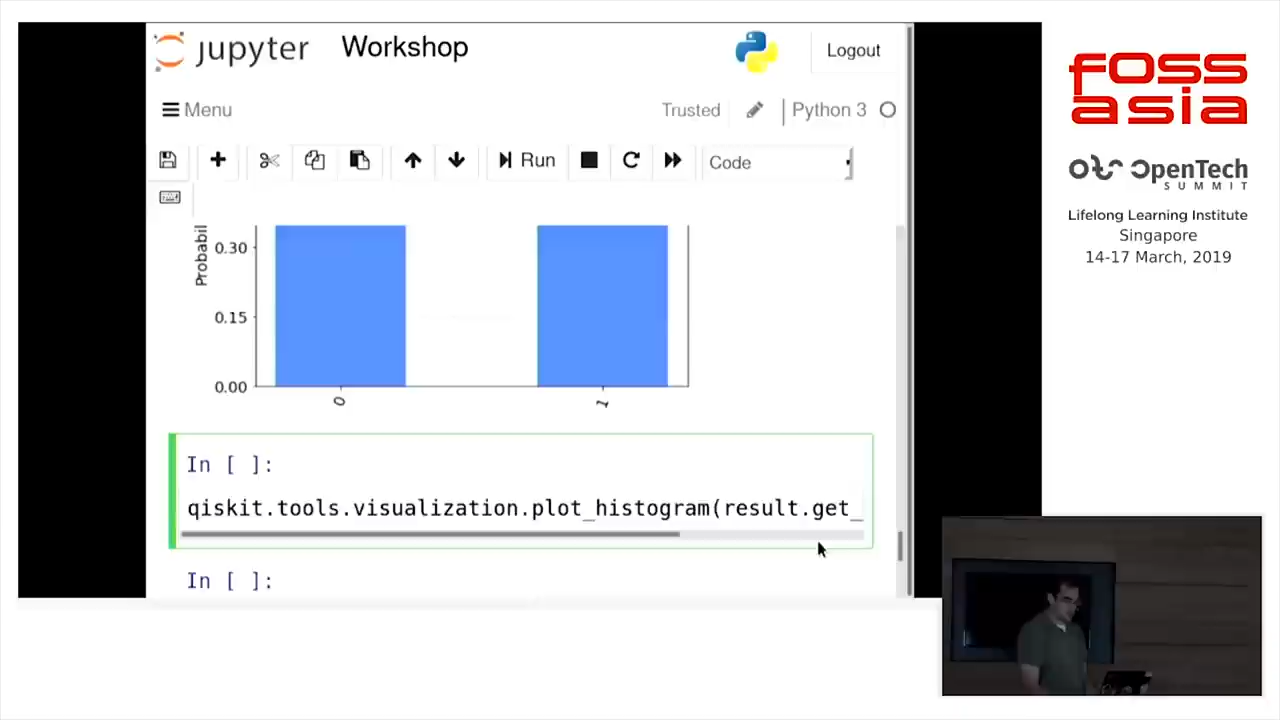 jupyter Workshop Logout
Menu Trusted Python 3
Run Code
Probabil
0.30
0.15
0.00
0 1
In [ ]:
qiskit.tools.visualization.plot_histogram(result.get_
In [ ]:
FOSS
ASIA
OpenTech
SUMMIT
Lifelong Learning Institute
Singapore
14-17 March, 2019